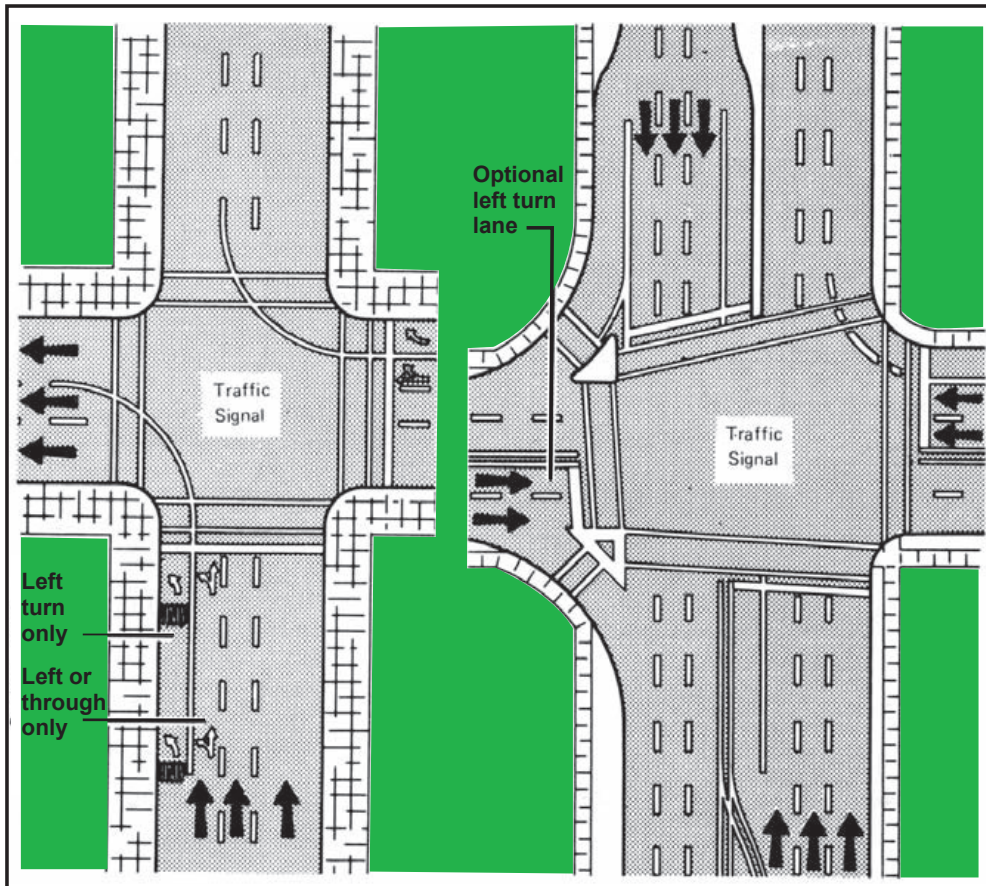 Optional
left turn
lane
Traffic
Signal
Traffic
Signal
Left
turn
only
Left or
through
only